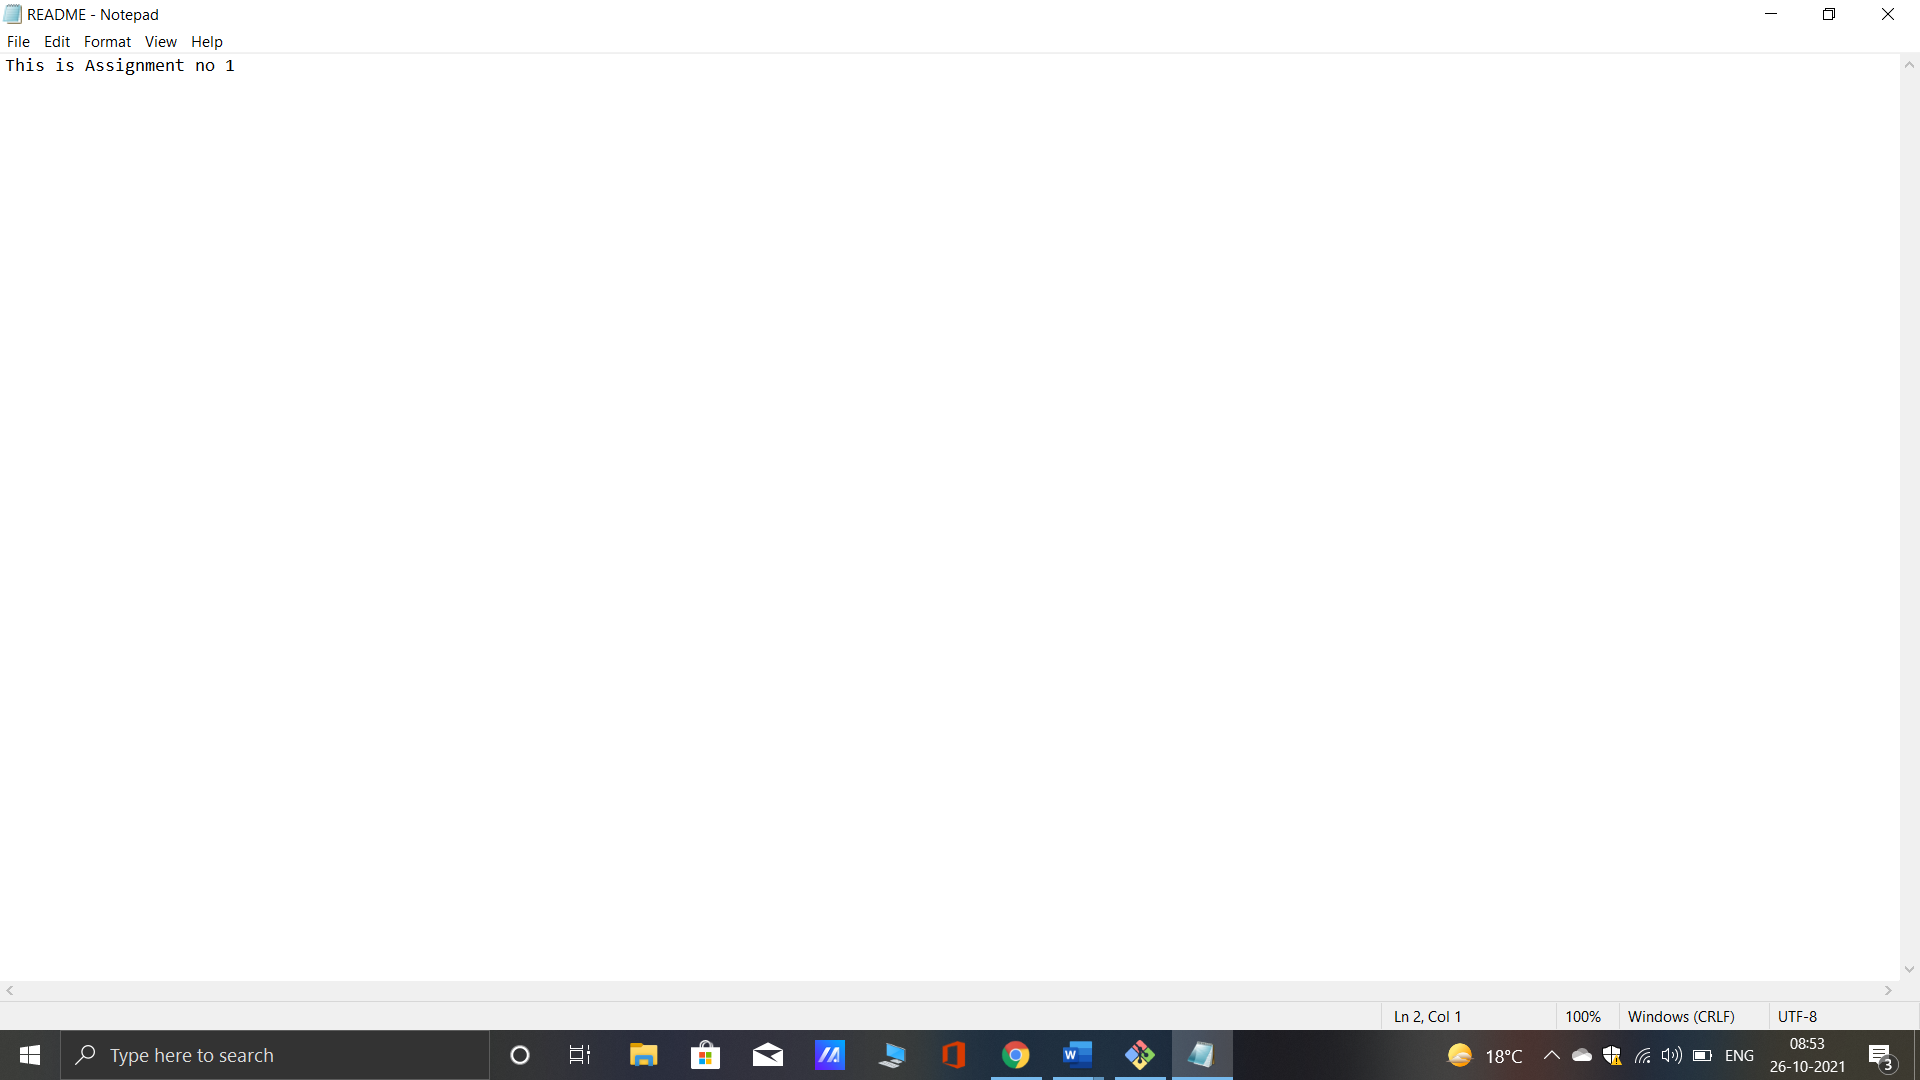 README - Notepad
File Edit Format View Help
This is Assignment no 1
Ln 2, Col 1 100% Windows (CRLF) UTF-8
Type here to search
18°C ENG 08:53
26-10-2021
3